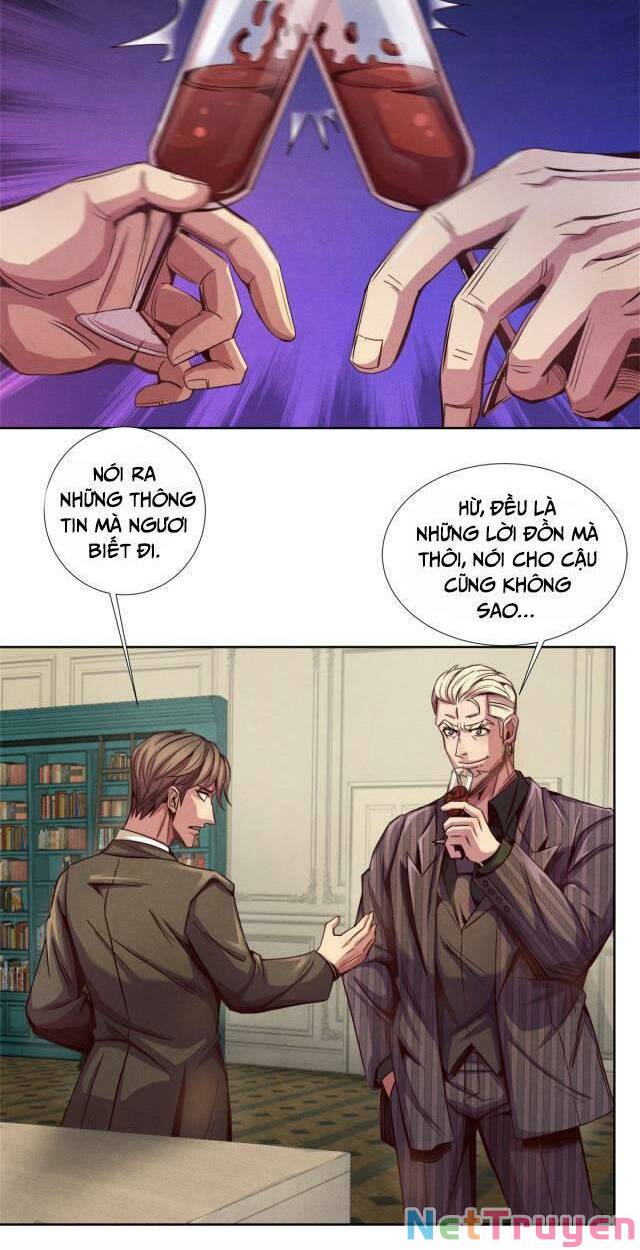 NÓI RA
NHỮNG THÔNG
TIN MÀ NGƯƠI
BIẾT ĐI.
HỪ, ĐỀU LÀ
NHỮNG LỜI ĐỒN MÀ
THÔI, NÓI CHO CẬU
CŨNG KHÔNG
SAO...
NetTruyen